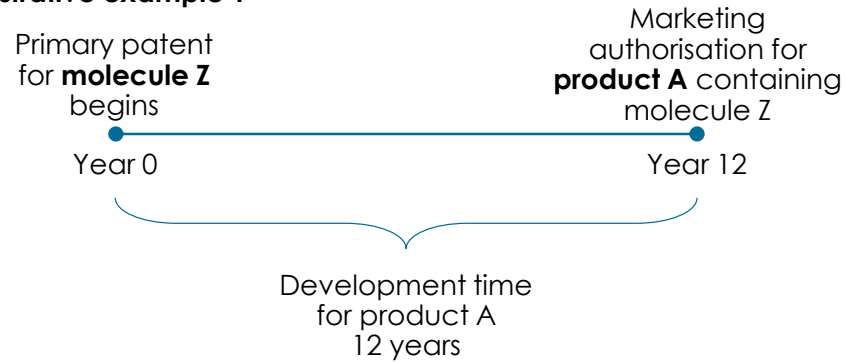 Primary patent
for molecule Z
begins
Marketing
authorisation for
product A containing
molecule Z
Year 0
Year 12
Development time
for product A
12 years